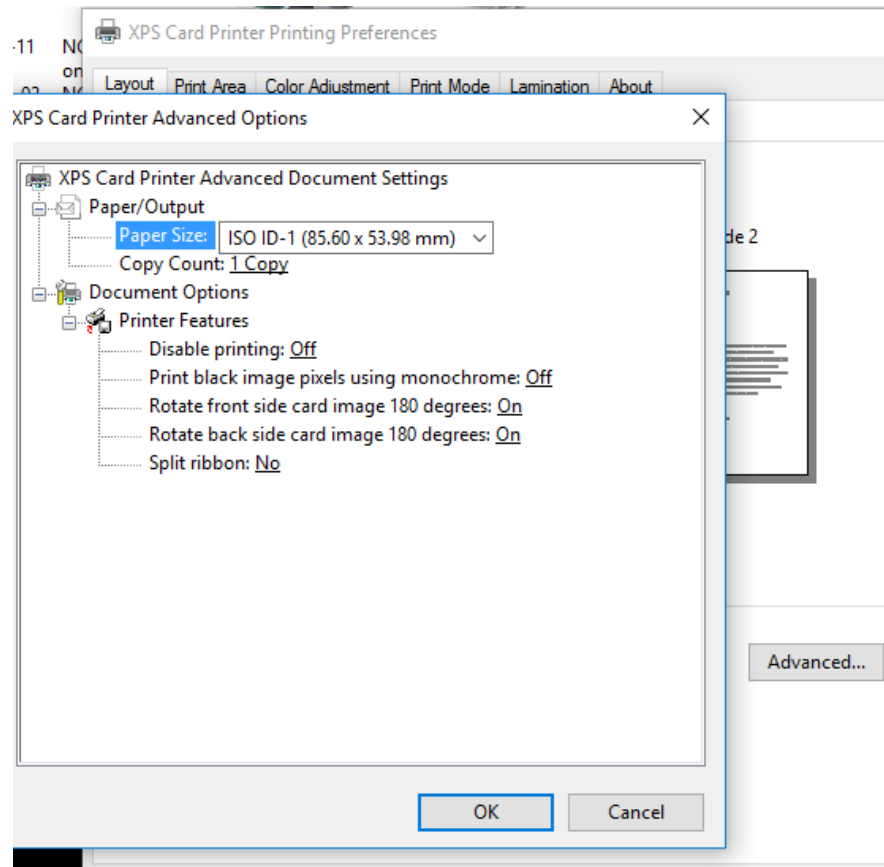 -11 NO
XPS Card Printer Printing Preferences
on
Layout Print Area Color Adjustment Print Mode Lamination About
XPS Card Printer Advanced Options
XPS Card Printer Advanced Document Settings
Paper/Output
Paper Size: ISO ID-1 (85.60 x 53.98 mm)
de 2
Copy Count: 1 Copy
Document Options
Printer Features
Disable printing: Off
Print black image pixels using monochrome: Off
Rotate front side card image 180 degrees: On
Rotate back side card image 180 degrees: On
Split ribbon: No
Advanced...
OK Cancel